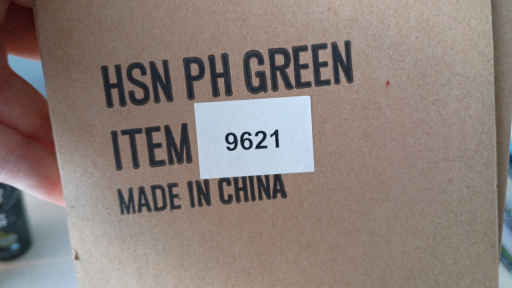 HSN PH GREEN
ITEM 9621
MADE IN CHINA